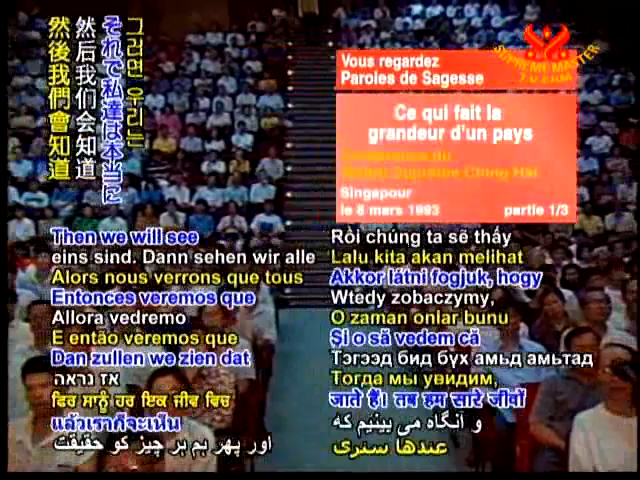 그러면 우리는
それで私達は本当に
然后我们会知道
然後我們會知道
SUPREME MASTER
Vous regardez
Paroles de Sagesse
Ce qui fait la
grandeur d'un pays
Singapour
le 8 mars 1993 partie 1/3
Then we will see
eins sind. Dann sehen wir alle
Alors nous verrons que tous
Entonces veremos que
Allora vedremo
E então veremos que
Dan zullen we zien dat
אז נראה
ਫਿਰ ਸਾਨੂੰ ਹਰ ਇਕ ਜੀਵ ਵਿਚ
แล้วเราก็จะเห็น
اور پھر ہم ہر چیز کو حقیقت
Rồi chúng ta sẽ thấy
Lalu kita akan melihat
Akkor látni fogjuk, hogy
Wtedy zobaczymy,
O zaman onlar bunu
Şi o să vedem că
Тэгээд бид бүх амьд амьтад
Тогда мы увидим,
जाते हैं। तब हम सारे जीवों
و آنگاه می بینیم که
عندها سنرى